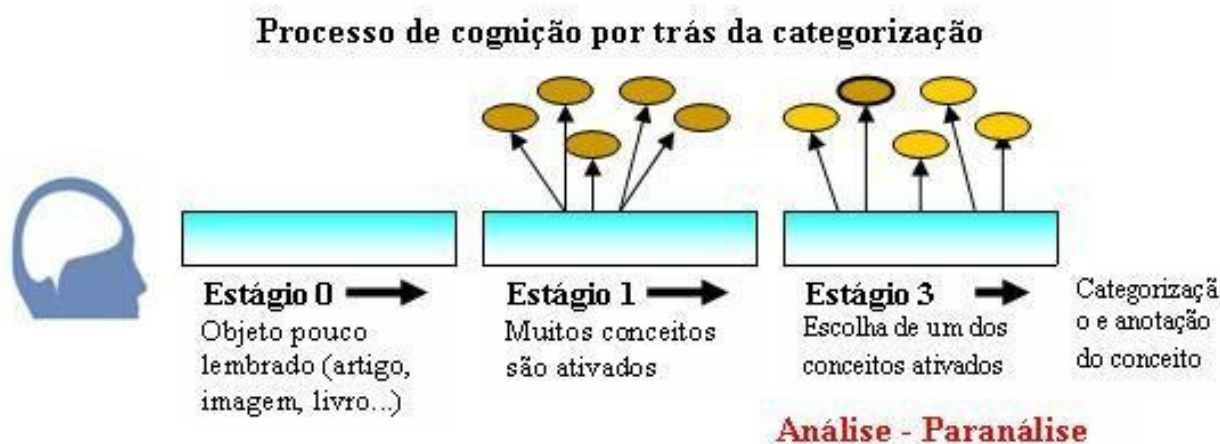 Processo de cognição por trás da categorização
Estágio 0
Objeto pouco
lembrado (artigo,
imagem, livro...)
Estágio 1
Muitos conceitos
são ativados
Estágio 3
Escolha de um dos
conceitos ativados
Categorizaçã
o e anotação
do conceito
Análise - Paranálise